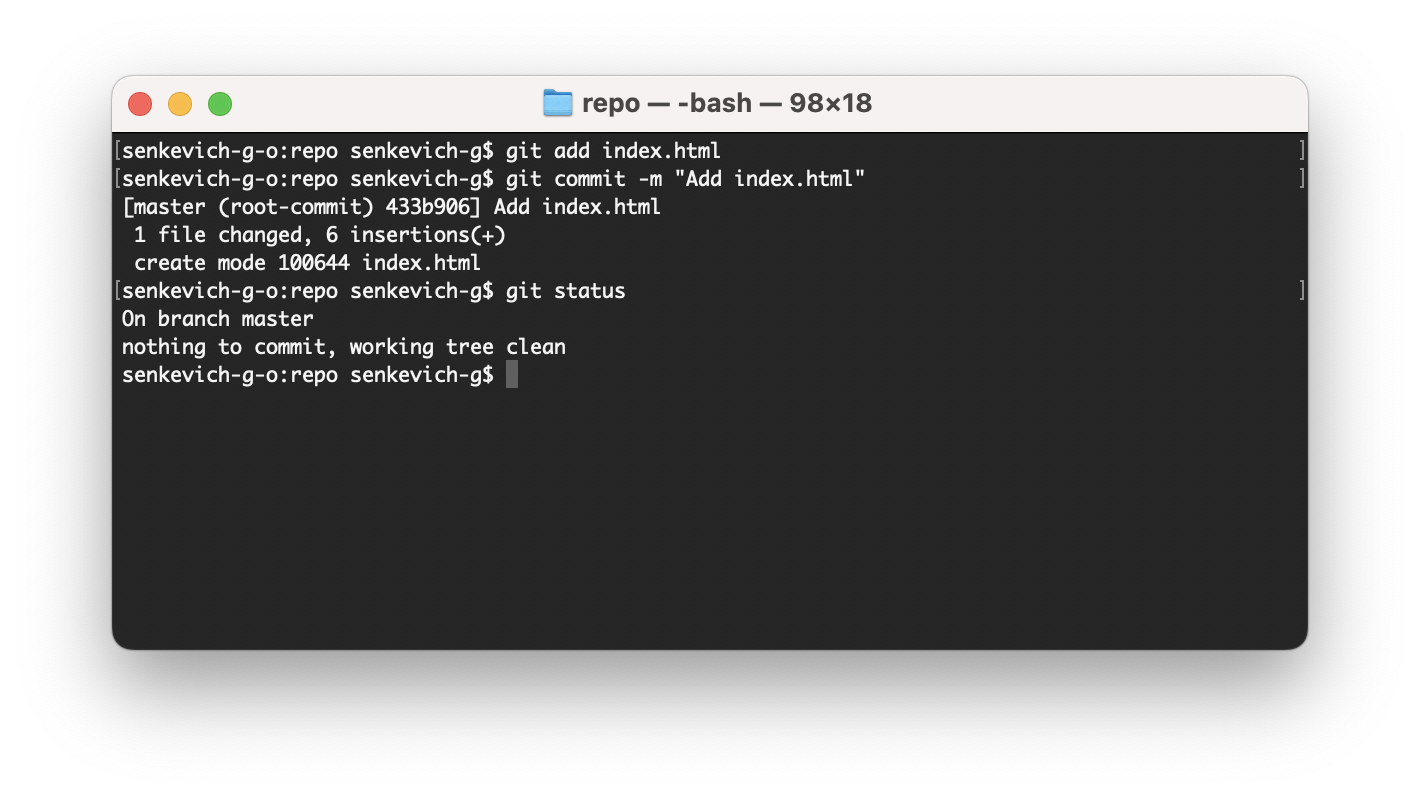 repo — -bash — 98×18
[senkevich-g-o:repo senkevich-g$ git add index.html ]
[senkevich-g-o:repo senkevich-g$ git commit -m "Add index.html" ]
[master (root-commit) 433b906] Add index.html
 1 file changed, 6 insertions(+)
 create mode 100644 index.html
[senkevich-g-o:repo senkevich-g$ git status ]
On branch master
nothing to commit, working tree clean
senkevich-g-o:repo senkevich-g$